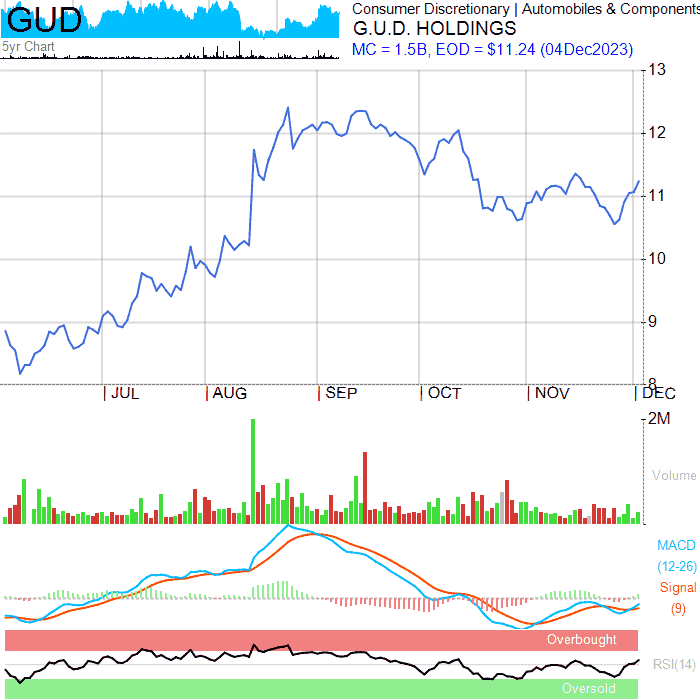 GUD
Consumer Discretionary | Automobiles & Components
G.U.D. HOLDINGS
5yr Chart
MC = 1.5B, EOD = $11.24 (04Dec2023)
13
12
11
10
9
8
JUL AUG SEP OCT NOV DEC
2M
Volume
MACD
(12-26)
Signal
(9)
Overbought
RSI(14)
Oversold